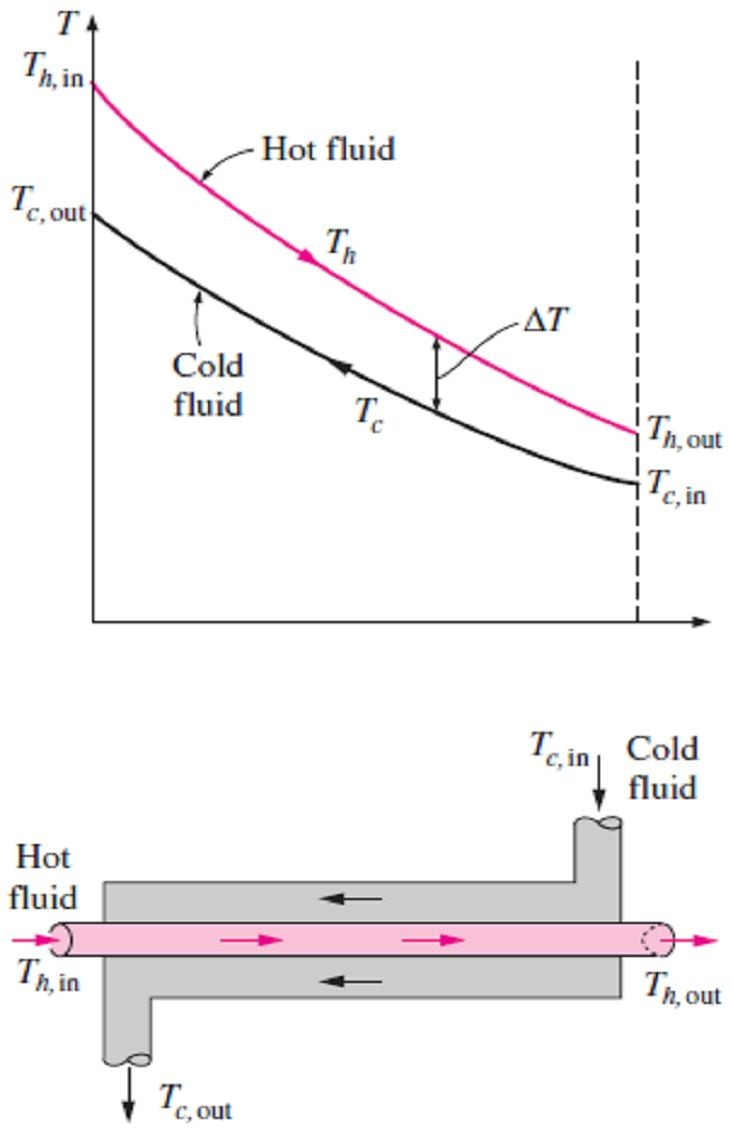 T
T_h, in
Hot fluid
T_c, out
T_h
ΔT
Cold
fluid
T_c
T_h, out
T_c, in
T_c, in
Cold
fluid
Hot
fluid
T_h, in
T_h, out
T_c, out